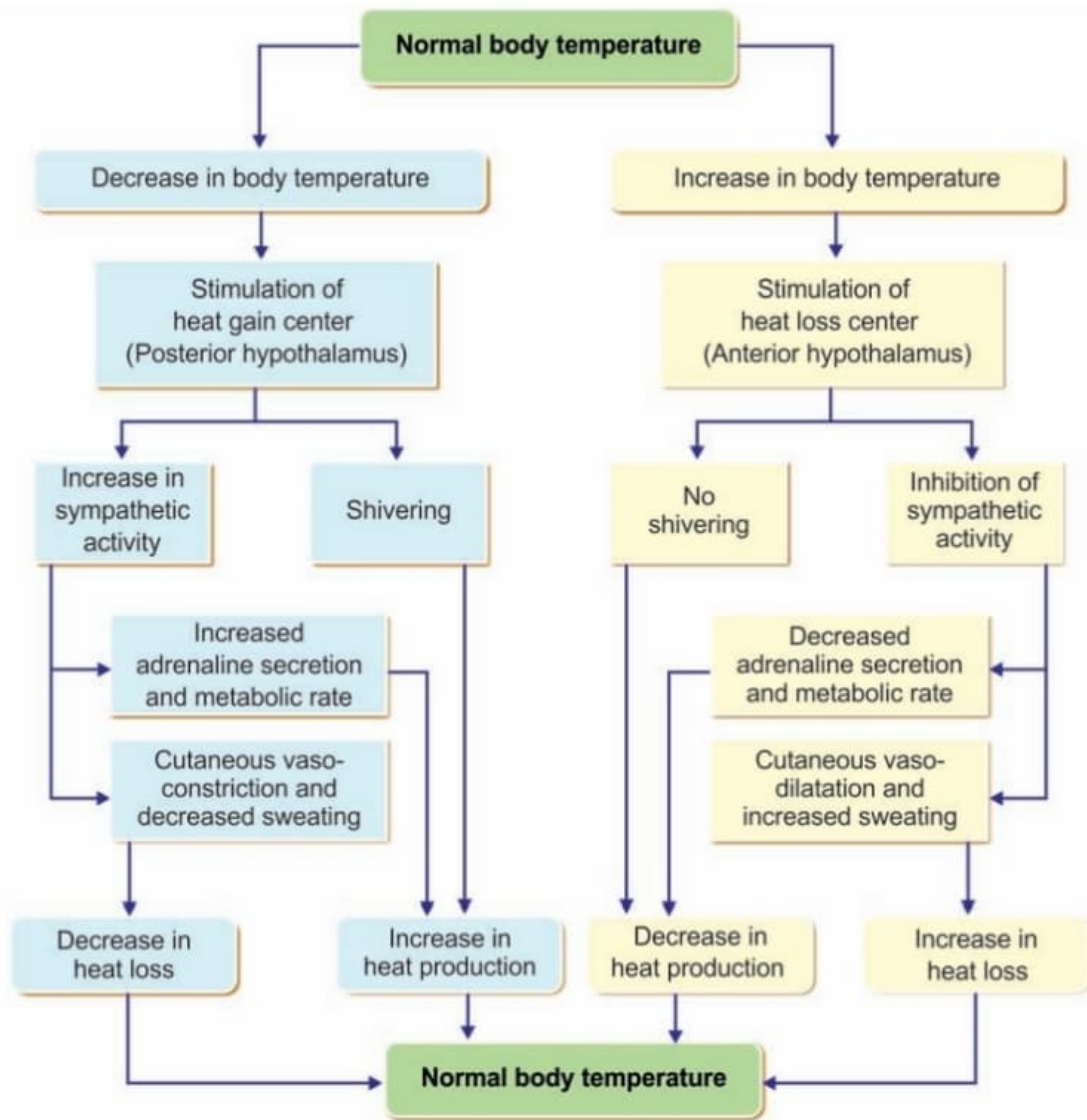 Normal body temperature
Decrease in body temperature
Increase in body temperature
Stimulation of
heat gain center
(Posterior hypothalamus)
Stimulation of
heat loss center
(Anterior hypothalamus)
Increase in
sympathetic
activity
Shivering
No
shivering
Inhibition of
sympathetic
activity
Increased
adrenaline secretion
and metabolic rate
Decreased
adrenaline secretion
and metabolic rate
Cutaneous vaso-
constriction and
decreased sweating
Cutaneous vaso-
dilatation and
increased sweating
Decrease in
heat loss
Increase in
heat production
Decrease in
heat production
Increase in
heat loss
Normal body temperature